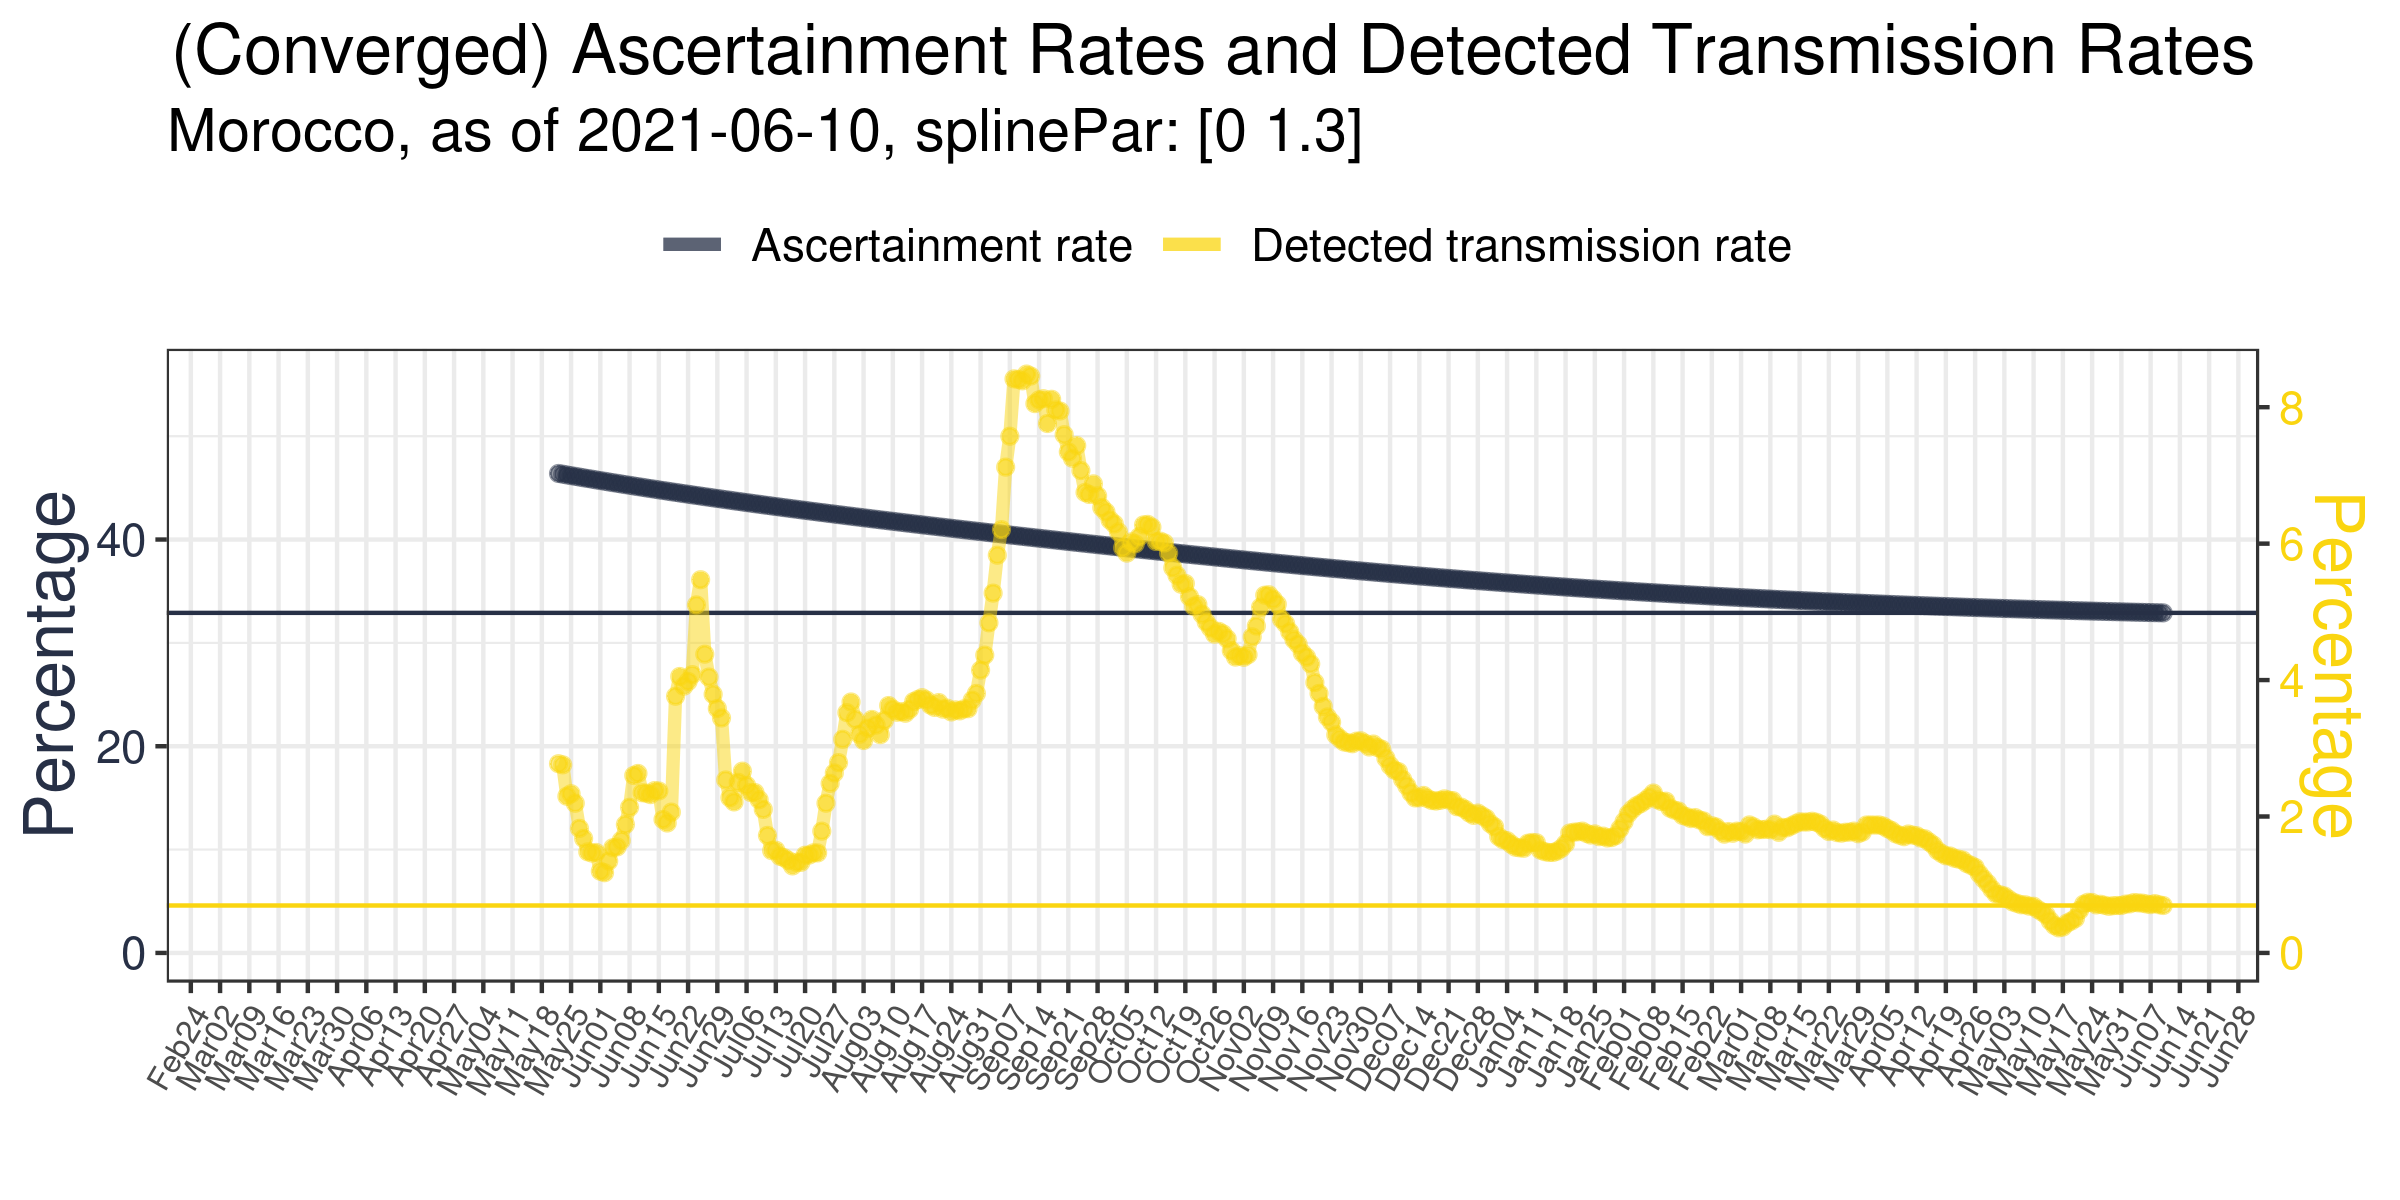 (Converged) Ascertainment Rates and Detected Transmission Rates
Morocco, as of 2021-06-10, splinePar: [0 1.3]
Ascertainment rate
Detected transmission rate
Percentage
40
20
0
8
6
4
2
0
Percentage
Feb24
Mar02
Mar09
Mar16
Mar23
Mar30
Apr06
Apr13
Apr20
Apr27
May04
May11
May18
May25
Jun01
Jun08
Jun15
Jun22
Jun29
Jul06
Jul13
Jul20
Jul27
Aug03
Aug10
Aug17
Aug24
Aug31
Sep07
Sep14
Sep21
Sep28
Oct05
Oct12
Oct19
Oct26
Nov02
Nov09
Nov16
Nov23
Nov30
Dec07
Dec14
Dec21
Dec28
Jan04
Jan11
Jan18
Jan25
Feb01
Feb08
Feb15
Feb22
Mar01
Mar08
Mar15
Mar22
Mar29
Apr05
Apr12
Apr19
Apr26
May03
May10
May17
May24
May31
Jun07
Jun14
Jun21
Jun28